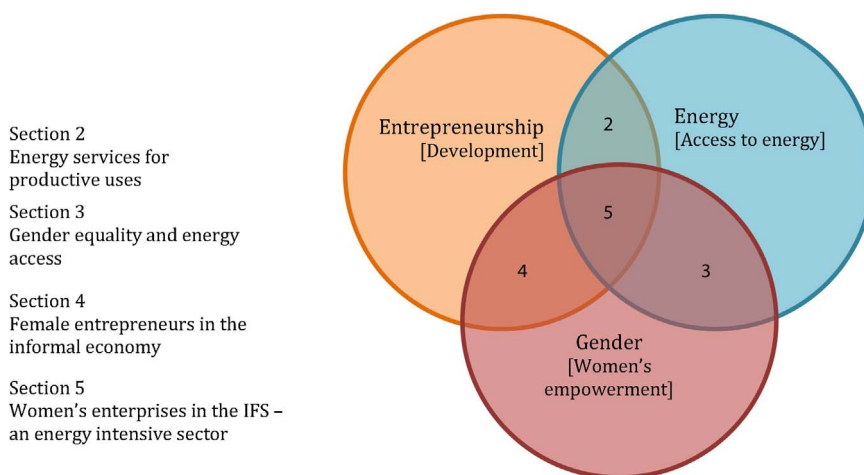 Section 2
Energy services for
productive uses
Section 3
Gender equality and energy
access
Section 4
Female entrepreneurs in the
informal economy
Section 5
Women’s enterprises in the IFS –
an energy intensive sector
Entrepreneurship
[Development]
2
Energy
[Access to energy]
5
4
3
Gender
[Women’s
empowerment]